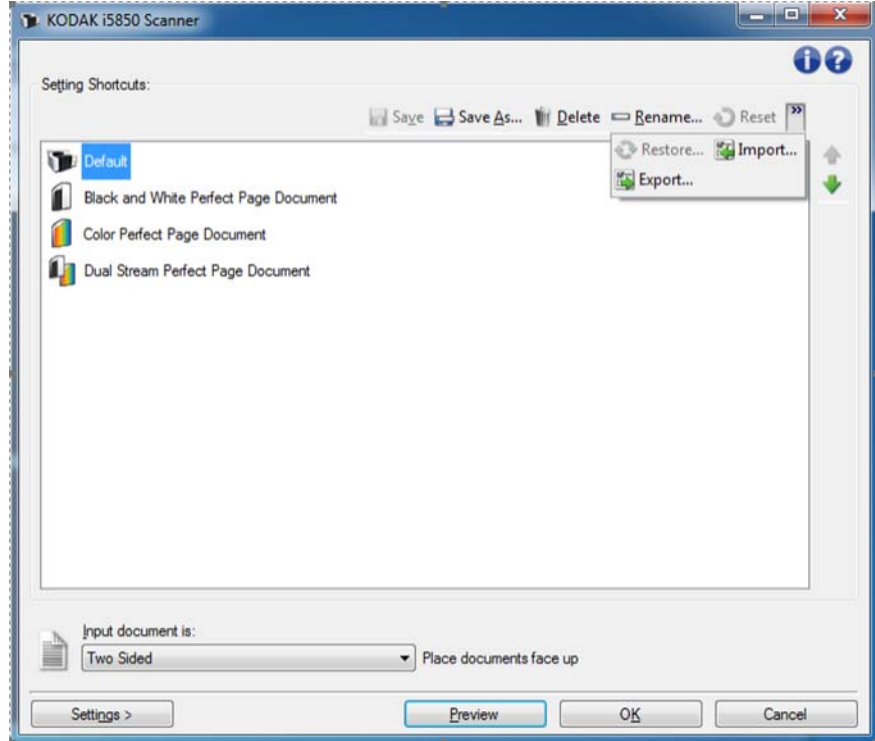 KODAK i5850 Scanner
Setting Shortcuts:
Save Save As... Delete Rename... Reset »
Restore... Import...
Default
Export...
Black and White Perfect Page Document
Color Perfect Page Document
Dual Stream Perfect Page Document
Input document is:
Two Sided Place documents face up
Settings > Preview OK Cancel